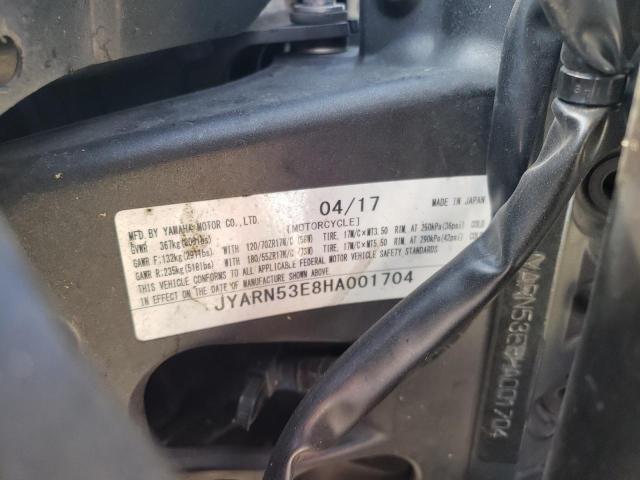 04/17 MADE IN JAPAN
MFD. BY YAMAHA MOTOR CO., LTD. [MOTORCYCLE]
GVWR 367kg WITH 120/70ZR17M/C (58W) TIRE, 17M/C×MT3.50 RIM, AT 250kPa(36psi) COLD
GAWR F:132kg(291lbs) WITH 180/55ZR17M/C (73W) TIRE, 17M/C×MT5.50 RIM, AT 290kPa(42psi) COLD
GAWR R:235kg(518lbs)
THIS VEHICLE CONFORMS TO ALL APPLICABLE FEDERAL MOTOR VEHICLE SAFETY STANDARDS
IN EFFECT ON THE DATE OF MANUFACTURE SHOWN ABOVE.
JYARN53E8HA001704
JYARN53E8HA001704